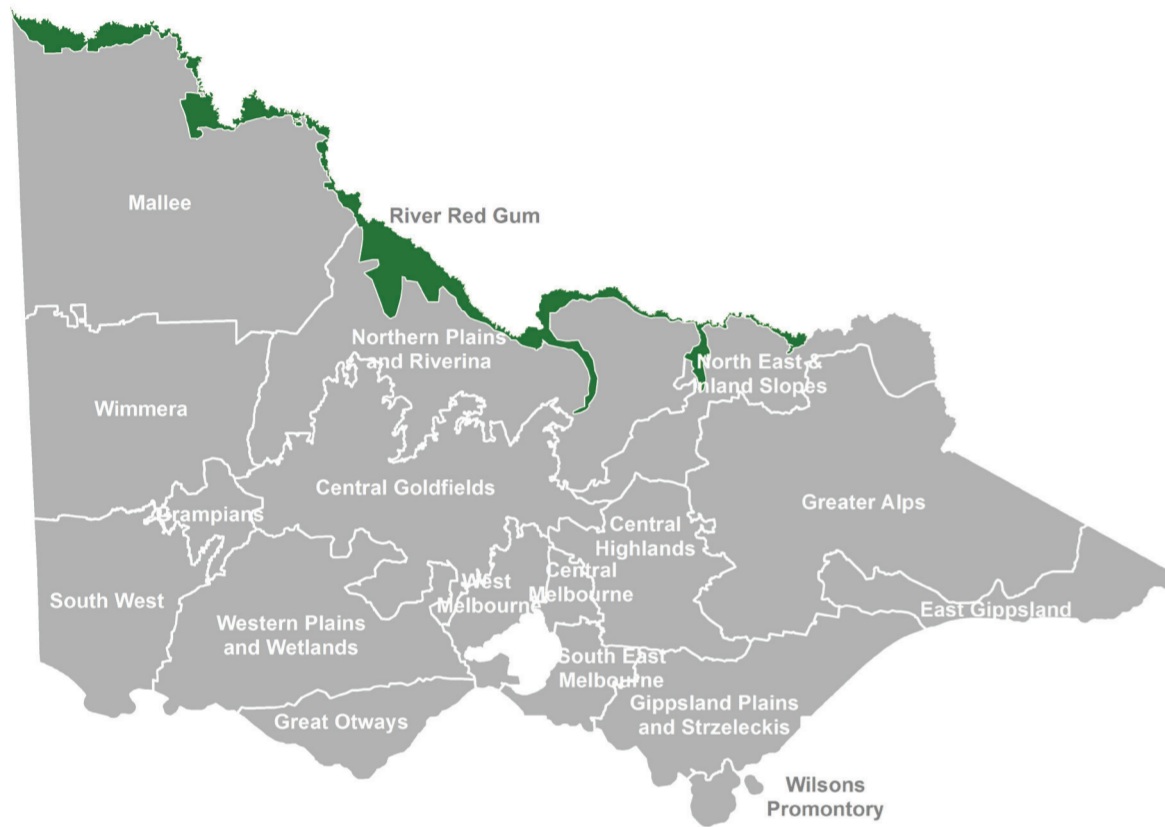 Mallee
River Red Gum
Northern Plains
and Riverina
North East &
Inland Slopes
Wimmera
Central Goldfields
Grampians
Greater Alps
Central
Highlands
West
Melbourne
Central
Melbourne
South West
East Gippsland
Western Plains
and Wetlands
South East
Melbourne
Gippsland Plains
and Strzeleckis
Great Otways
Wilsons
Promontory